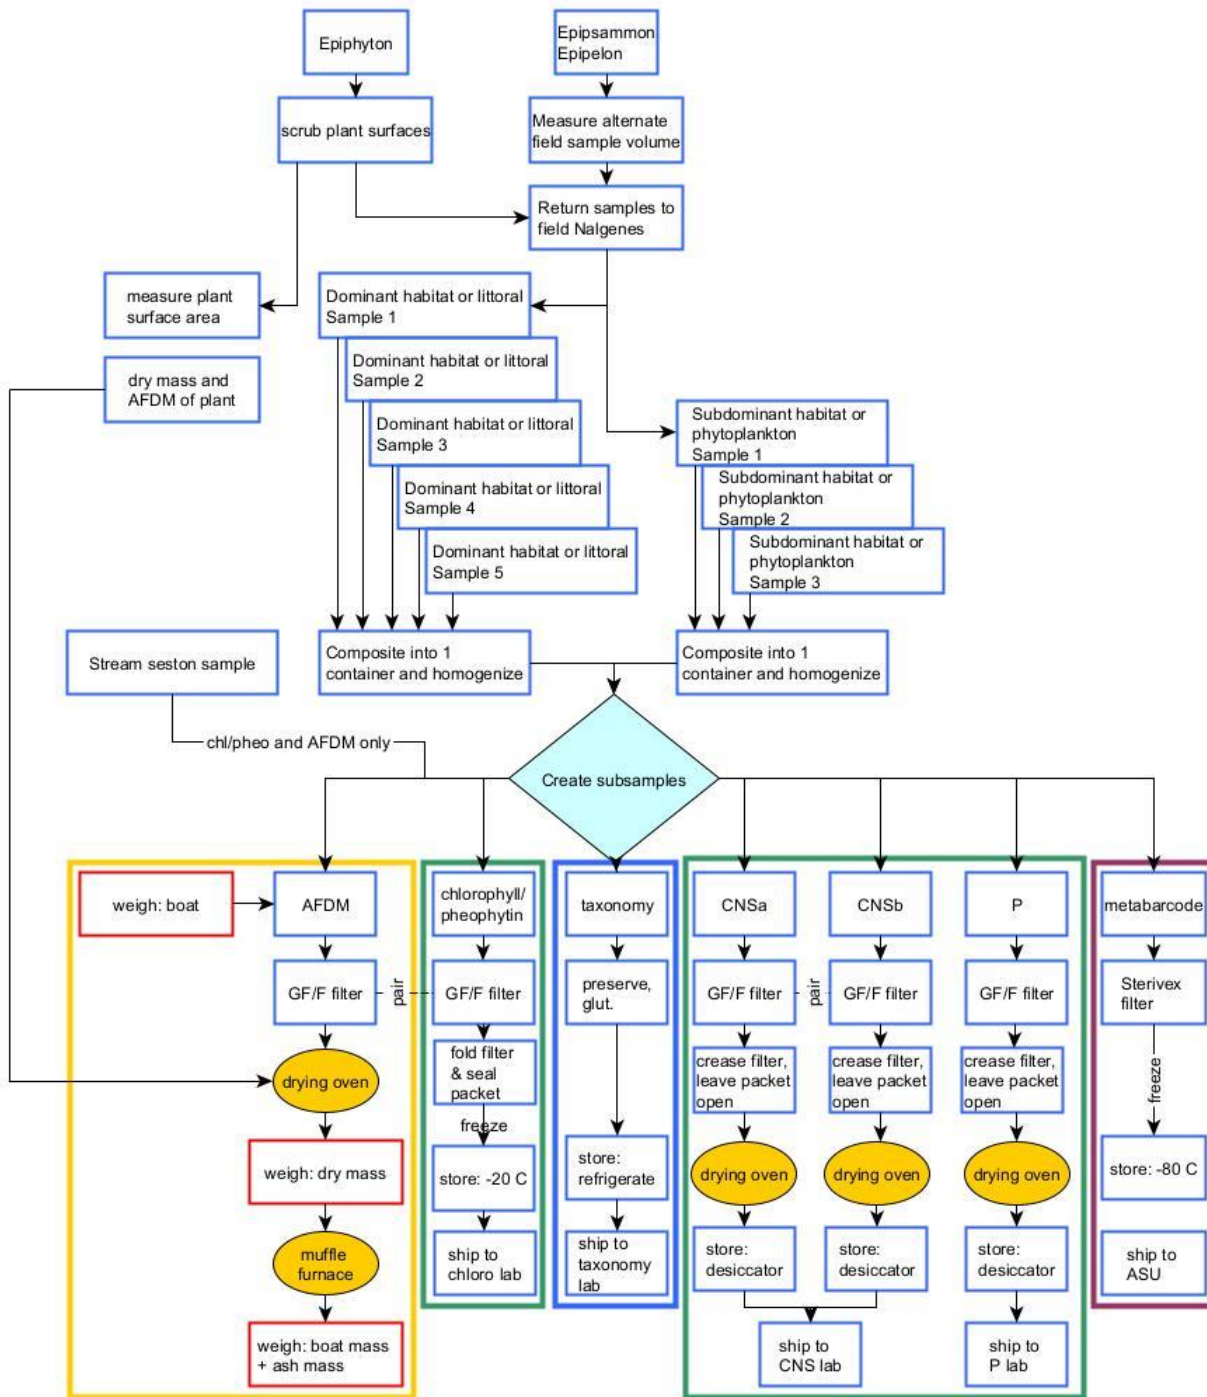 Epiphyton
Epipsammon
Epipelon
scrub plant surfaces
Measure alternate
field sample volume
Return samples to
field Nalgenes
measure plant
surface area
dry mass and
AFDM of plant
Dominant habitat or littoral
Sample 1
Dominant habitat or littoral
Sample 2
Dominant habitat or littoral
Sample 3
Dominant habitat or littoral
Sample 4
Dominant habitat or littoral
Sample 5
Subdominant habitat or
phytoplankton
Sample 1
Subdominant habitat or
phytoplankton
Sample 2
Subdominant habitat or
phytoplankton
Sample 3
Stream seston sample
Composite into 1
container and homogenize
Composite into 1
container and homogenize
chl/pheo and AFDM only
Create subsamples
weigh: boat
AFDM
GF/F filter
pair
drying oven
weigh: dry mass
muffle
furnace
weigh: boat mass
+ ash mass
chlorophyll/
pheophytin
GF/F filter
fold filter
& seal
packet
freeze
store: -20 C
ship to
chloro lab
taxonomy
preserve,
glut.
store:
refrigerate
ship to
taxonomy
lab
CNSa
GF/F filter
pair
crease filter,
leave packet
open
drying oven
store:
desiccator
CNSb
GF/F filter
crease filter,
leave packet
open
drying oven
store:
desiccator
ship to
CNS lab
P
GF/F filter
crease filter,
leave packet
open
drying oven
store:
desiccator
ship to
P lab
metabarcode
Sterivex
filter
freeze
store: -80 C
ship to
ASU